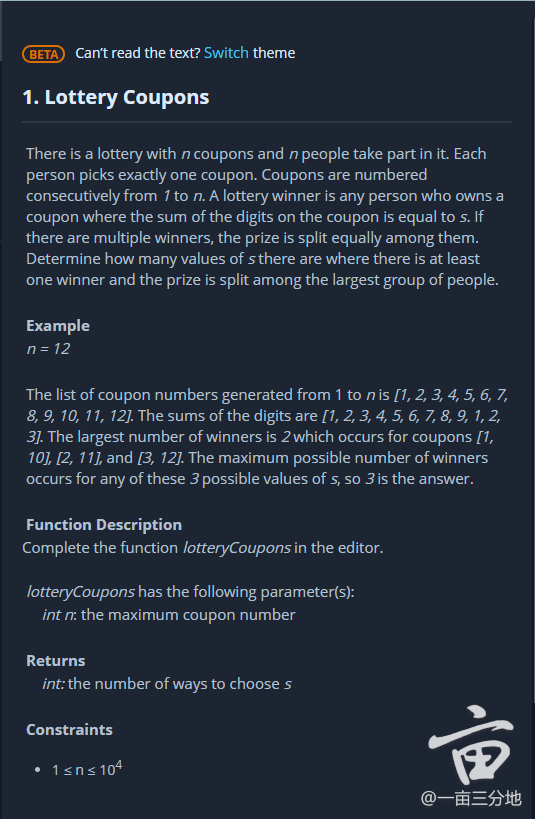 BETA Can't read the text? Switch theme
1. Lottery Coupons
There is a lottery with n coupons and n people take part in it. Each
person picks exactly one coupon. Coupons are numbered
consecutively from 1 to n. A lottery winner is any person who owns a
coupon where the sum of the digits on the coupon is equal to s. If
there are multiple winners, the prize is split equally among them.
Determine how many values of s there are where there is at least
one winner and the prize is split among the largest group of people.
Example
n = 12
The list of coupon numbers generated from 1 to n is [1, 2, 3, 4, 5, 6, 7,
8, 9, 10, 11, 12]. The sums of the digits are [1, 2, 3, 4, 5, 6, 7, 8, 9, 1, 2,
3]. The largest number of winners is 2 which occurs for coupons [1,
10], [2, 11], and [3, 12]. The maximum possible number of winners
occurs for any of these 3 possible values of s, so 3 is the answer.
Function Description
Complete the function lotteryCoupons in the editor.
lotteryCoupons has the following parameter(s):
int n: the maximum coupon number
Returns
int: the number of ways to choose s
Constraints
• 1 ≤ n ≤ 10⁴
亩
@一亩三分地